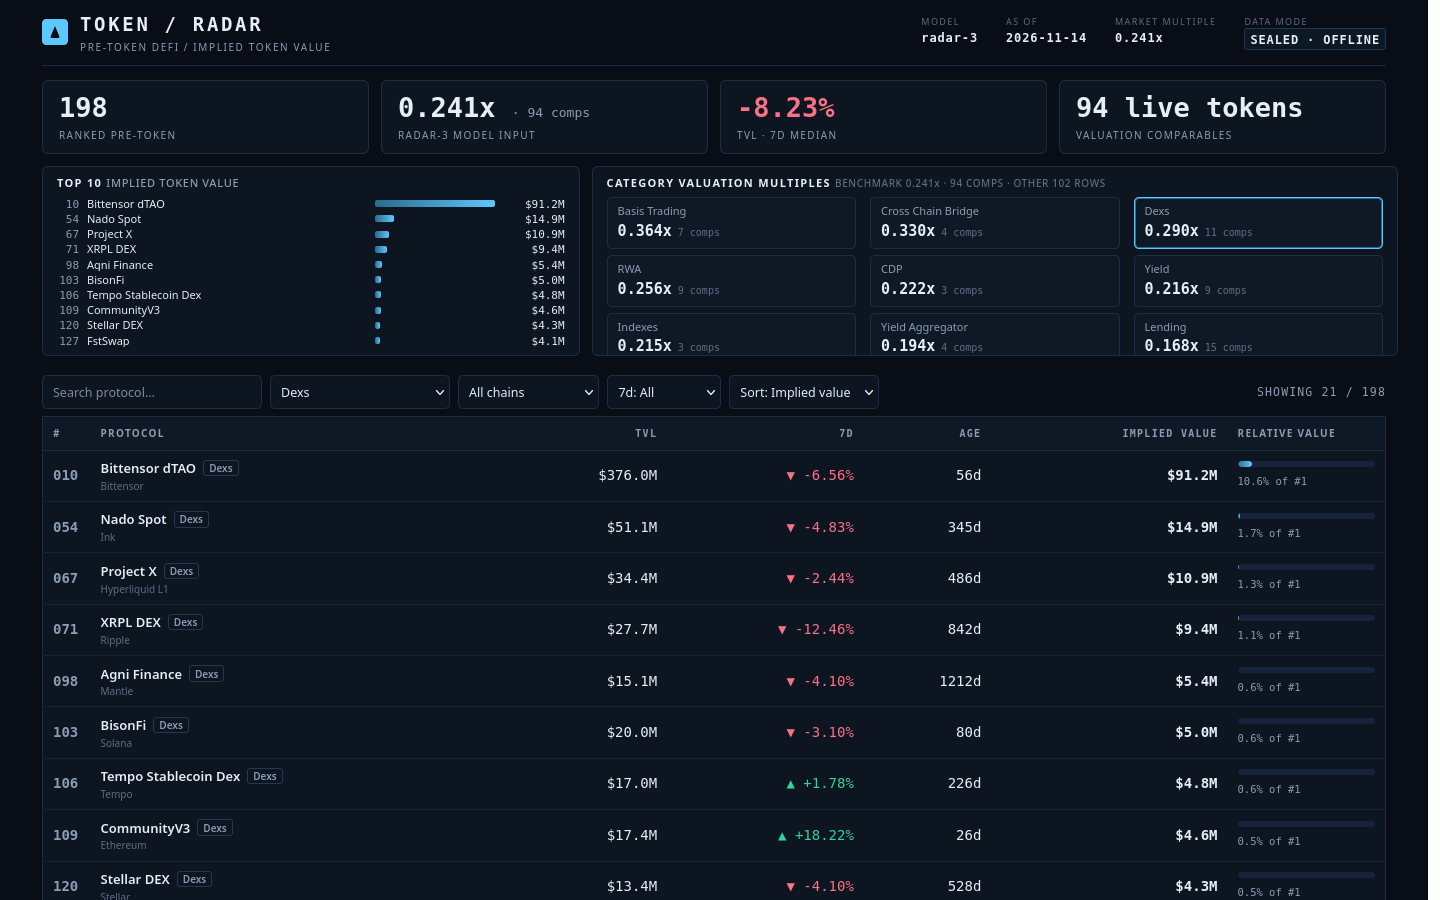 TOKEN / RADAR
PRE-TOKEN DEFI / IMPLIED TOKEN VALUE
MODEL
radar-3
AS OF
2026-11-14
MARKET MULTIPLE
0.241x
DATA MODE
SEALED · OFFLINE
198
RANKED PRE-TOKEN
0.241x · 94 comps
RADAR-3 MODEL INPUT
-8.23%
TVL · 7D MEDIAN
94 live tokens
VALUATION COMPARABLES
TOP 10 IMPLIED TOKEN VALUE
10 Bittensor dTAO $91.2M
54 Nado Spot $14.9M
67 Project X $10.9M
71 XRPL DEX $9.4M
98 Agni Finance $5.4M
103 BisonFi $5.0M
106 Tempo Stablecoin Dex $4.8M
109 CommunityV3 $4.6M
120 Stellar DEX $4.3M
127 FstSwap $4.1M
CATEGORY VALUATION MULTIPLES BENCHMARK 0.241x · 94 COMPS · OTHER 102 ROWS
Basis Trading
0.364x 7 comps
Cross Chain Bridge
0.330x 4 comps
Dexs
0.290x 11 comps
RWA
0.256x 9 comps
CDP
0.222x 3 comps
Yield
0.216x 9 comps
Indexes
0.215x 3 comps
Yield Aggregator
0.194x 4 comps
Lending
0.168x 15 comps
Search protocol...
Dexs
All chains
7d: All
Sort: Implied value
SHOWING 21 / 198
# PROTOCOL TVL 7D AGE IMPLIED VALUE RELATIVE VALUE
010 Bittensor dTAO Dexs $376.0M ▼ -6.56% 56d $91.2M
Bittensor 10.6% of #1
054 Nado Spot Dexs $51.1M ▼ -4.83% 345d $14.9M
Ink 1.7% of #1
067 Project X Dexs $34.4M ▼ -2.44% 486d $10.9M
Hyperliquid L1 1.3% of #1
071 XRPL DEX Dexs $27.7M ▼ -12.46% 842d $9.4M
Ripple 1.1% of #1
098 Agni Finance Dexs $15.1M ▼ -4.10% 1212d $5.4M
Mantle 0.6% of #1
103 BisonFi Dexs $20.0M ▼ -3.10% 80d $5.0M
Solana 0.6% of #1
106 Tempo Stablecoin Dex Dexs $17.0M ▲ +1.78% 226d $4.8M
Tempo 0.6% of #1
109 CommunityV3 Dexs $17.4M ▲ +18.22% 26d $4.6M
Ethereum 0.5% of #1
120 Stellar DEX Dexs $13.4M ▼ -4.10% 528d $4.3M
Stellar 0.5% of #1